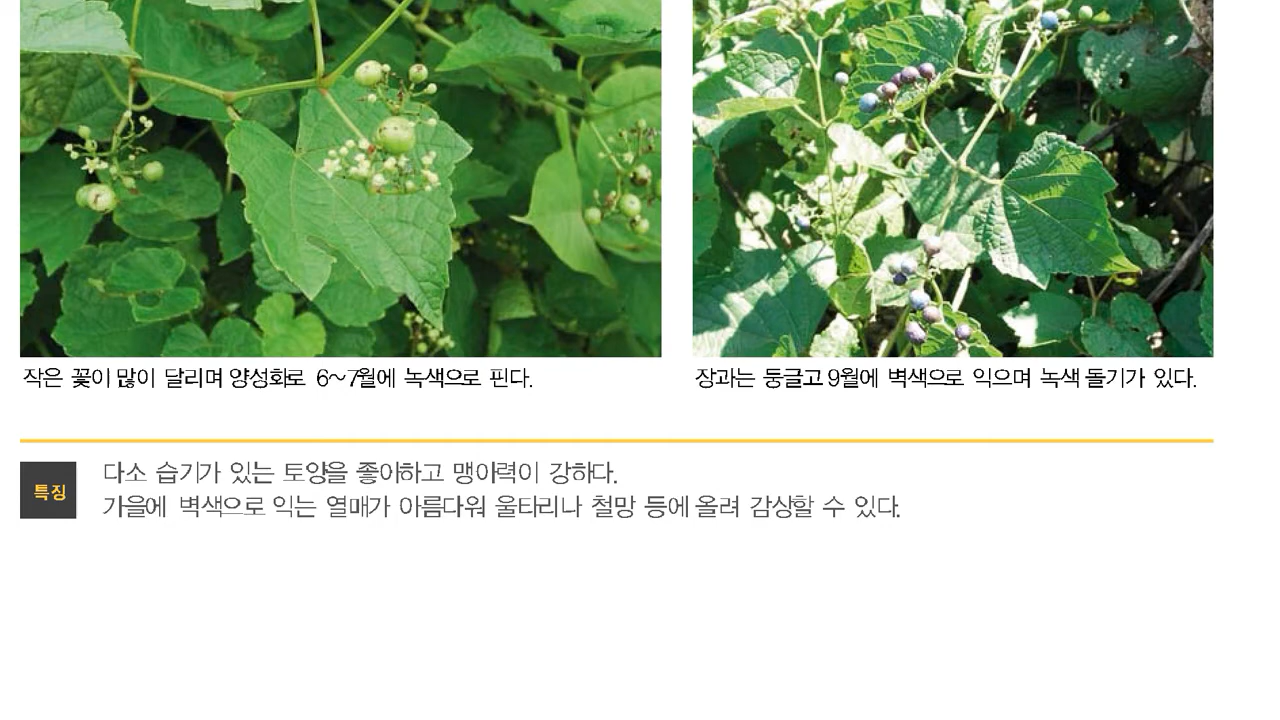 작은 꽃이 많이 달리며 양성화로 6~7월에 녹색으로 핀다.
장과는 둥글고 9월에 벽색으로 익으며 녹색 돌기가 있다.
특징
다소 습기가 있는 토양을 좋아하고 맹아력이 강하다.
가을에 벽색으로 익는 열매가 아름다워 울타리나 철망 등에 올려 감상할 수 있다.